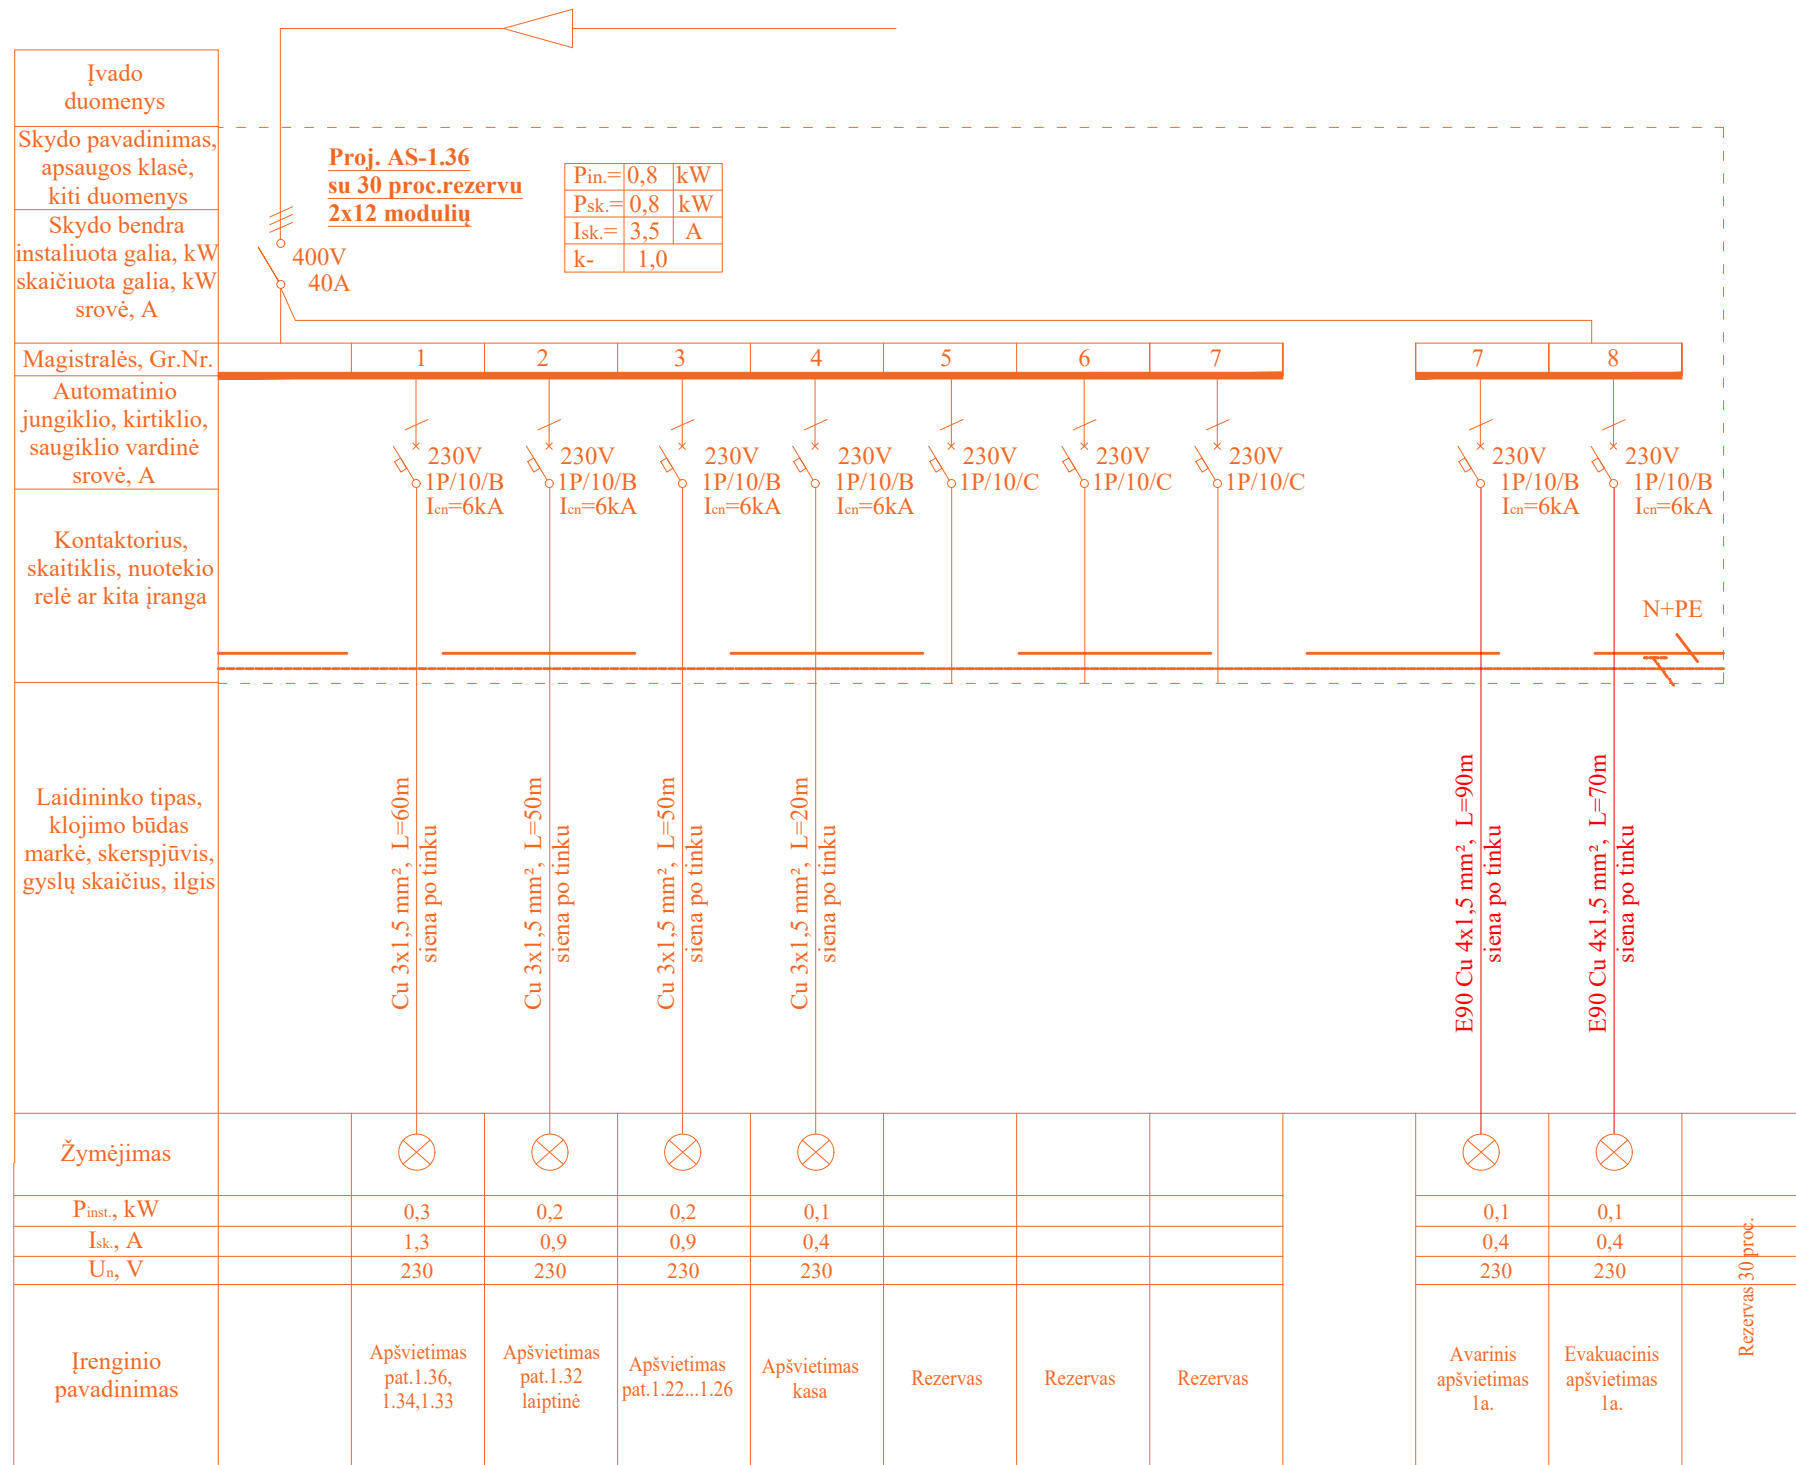 Įvado
duomenys
Skydo pavadinimas,
apsaugos klasė,
kiti duomenys
Proj. AS-1.36
su 30 proc.rezervu
2x12 modulių
Pin.= 0,8 kW
Psk.= 0,8 kW
Isk.= 3,5 A
k- 1,0
Skydo bendra
instaliuota galia, kW
skaičiuota galia, kW
srovė, A
400V
40A
Magistralės, Gr.Nr. 1 2 3 4 5 6 7 7 8
Automatinio
jungiklio, kirtiklio,
saugiklio vardinė
srovė, A
230V
1P/10/B
Icn=6kA
230V
1P/10/B
Icn=6kA
230V
1P/10/B
Icn=6kA
230V
1P/10/B
Icn=6kA
230V
1P/10/C
230V
1P/10/C
230V
1P/10/C
230V
1P/10/B
Icn=6kA
230V
1P/10/B
Icn=6kA
Kontaktorius,
skaitiklis, nuotekio
relė ar kita įranga
N+PE
Laidininko tipas,
klojimo būdas
markė, skerspjūvis,
gyslų skaičius, ilgis
Cu 3x1,5 mm², L=60m
siena po tinku
Cu 3x1,5 mm², L=50m
siena po tinku
Cu 3x1,5 mm², L=50m
siena po tinku
Cu 3x1,5 mm², L=20m
siena po tinku
E90 Cu 4x1,5 mm², L=90m
siena po tinku
E90 Cu 4x1,5 mm², L=70m
siena po tinku
Žymėjimas
Pinst., kW 0,3 0,2 0,2 0,1 0,1 0,1
Isk., A 1,3 0,9 0,9 0,4 0,4 0,4
Un, V 230 230 230 230 230 230
Įrenginio
pavadinimas
Apšvietimas
pat.1.36,
1.34,1.33
Apšvietimas
pat.1.32
laiptinė
Apšvietimas
pat.1.22...1.26
Apšvietimas
kasa
Rezervas
Rezervas
Rezervas
Avarinis
apšvietimas
1a.
Evakuacinis
apšvietimas
1a.
Rezervas 30 proc.